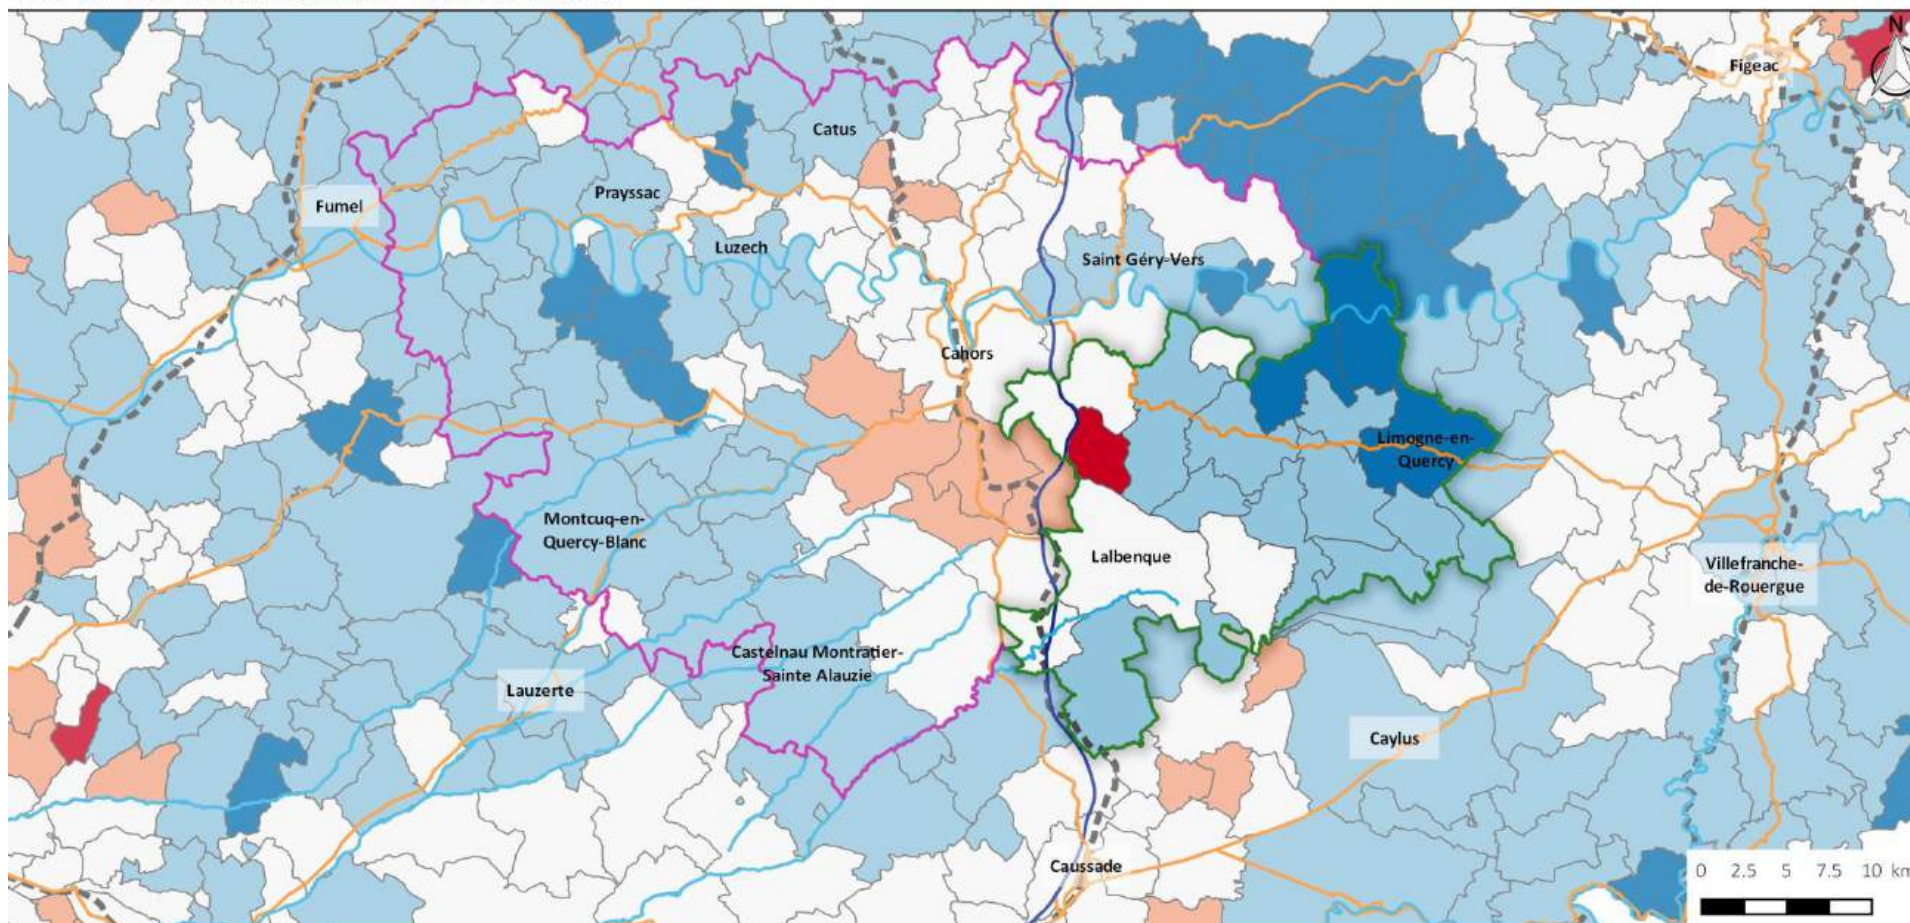 N
Figeac
Catus
Prayssac
Fumel
Luzech
Saint Géry-Vers
Cahors
Limogne-en-
Quercy
Montcuq-en-
Quercy-Blanc
Lalbenque
Villefranche-
de-Rouergue
Castelnau Montratier-
Sainte Alauzie
Lauzerte
Caylus
Caussade
0 2.5 5 7.5 10 km